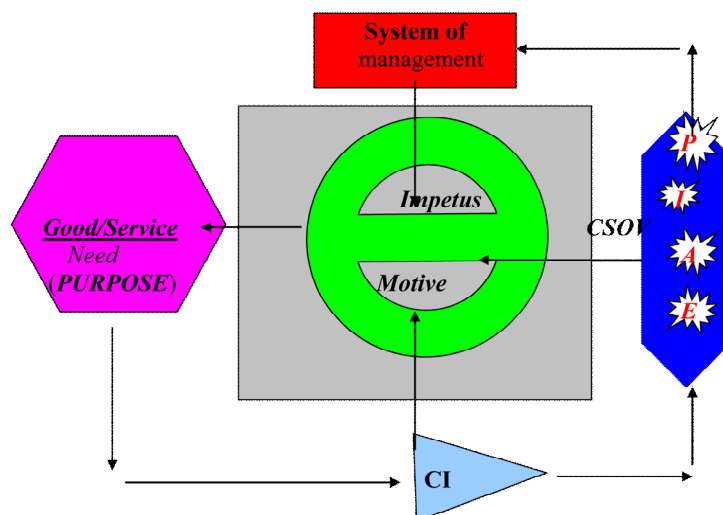 System of
management
Impetus
Good/Service
Need
(PURPOSE)
CSOV
Motive
P
I
A
E
CI